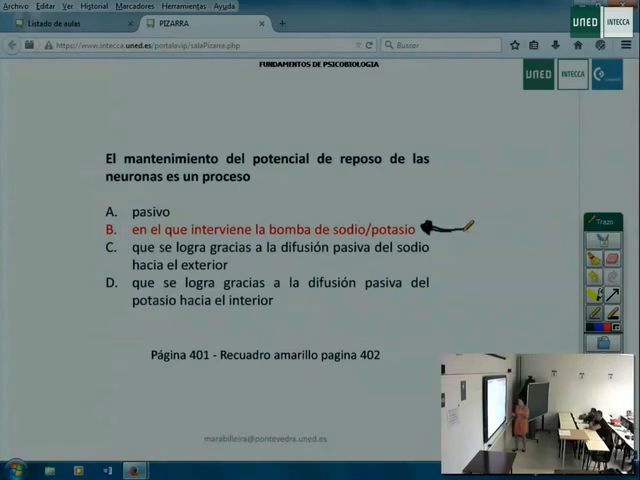 Archivo Editar Ver Historial Marcadores Herramientas Ayuda
Listado de aulas
PIZARRA
https://www.intecca.uned.es/portalavip/salaPizarra.php
Buscar
UNED
INTECCA
FUNDAMENTOS DE PSICOBIOLOGIA
UNED
INTECCA
El mantenimiento del potencial de reposo de las
neuronas es un proceso
A. pasivo
B. en el que interviene la bomba de sodio/potasio
C. que se logra gracias a la difusión pasiva del sodio
hacia el exterior
D. que se logra gracias a la difusión pasiva del
potasio hacia el interior
Trazo
Página 401 - Recuadro amarillo pagina 402
marabilleira@pontevedra.uned.es